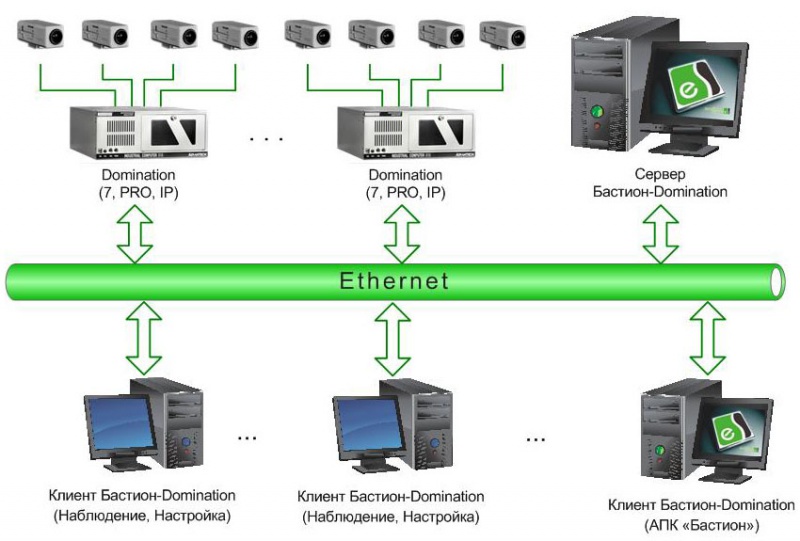 Domination
(7, PRO, IP)
. . .
Domination
(7, PRO, IP)
Сервер
Бастион-Domination
Ethernet
...
...
Клиент Бастион-Domination
(Наблюдение, Настройка)
Клиент Бастион-Domination
(Наблюдение, Настройка)
Клиент Бастион-Domination
(АПК «Бастион»)